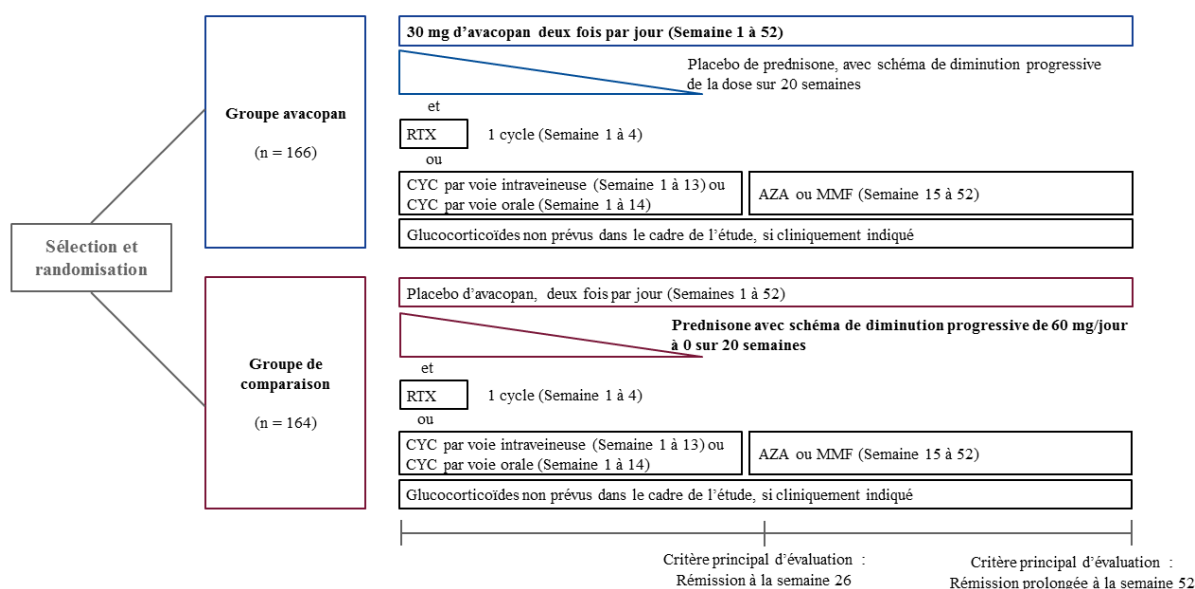 Sélection et
randomisation
Groupe avacopan
(n = 166)
30 mg d’avacopan deux fois par jour (Semaine 1 à 52)
Placebo de prednisone, avec schéma de diminution progressive
de la dose sur 20 semaines
et
RTX
1 cycle (Semaine 1 à 4)
ou
CYC par voie intraveineuse (Semaine 1 à 13) ou
CYC par voie orale (Semaine 1 à 14)
AZA ou MMF (Semaine 15 à 52)
Glucocorticoïdes non prévus dans le cadre de l’étude, si cliniquement indiqué
Groupe de
comparaison
(n = 164)
Placebo d’avacopan, deux fois par jour (Semaines 1 à 52)
Prednisone avec schéma de diminution progressive de 60 mg/jour
à 0 sur 20 semaines
et
RTX
1 cycle (Semaine 1 à 4)
ou
CYC par voie intraveineuse (Semaine 1 à 13) ou
CYC par voie orale (Semaine 1 à 14)
AZA ou MMF (Semaine 15 à 52)
Glucocorticoïdes non prévus dans le cadre de l’étude, si cliniquement indiqué
Critère principal d’évaluation :
Rémission à la semaine 26
Critère principal d’évaluation :
Rémission prolongée à la semaine 52